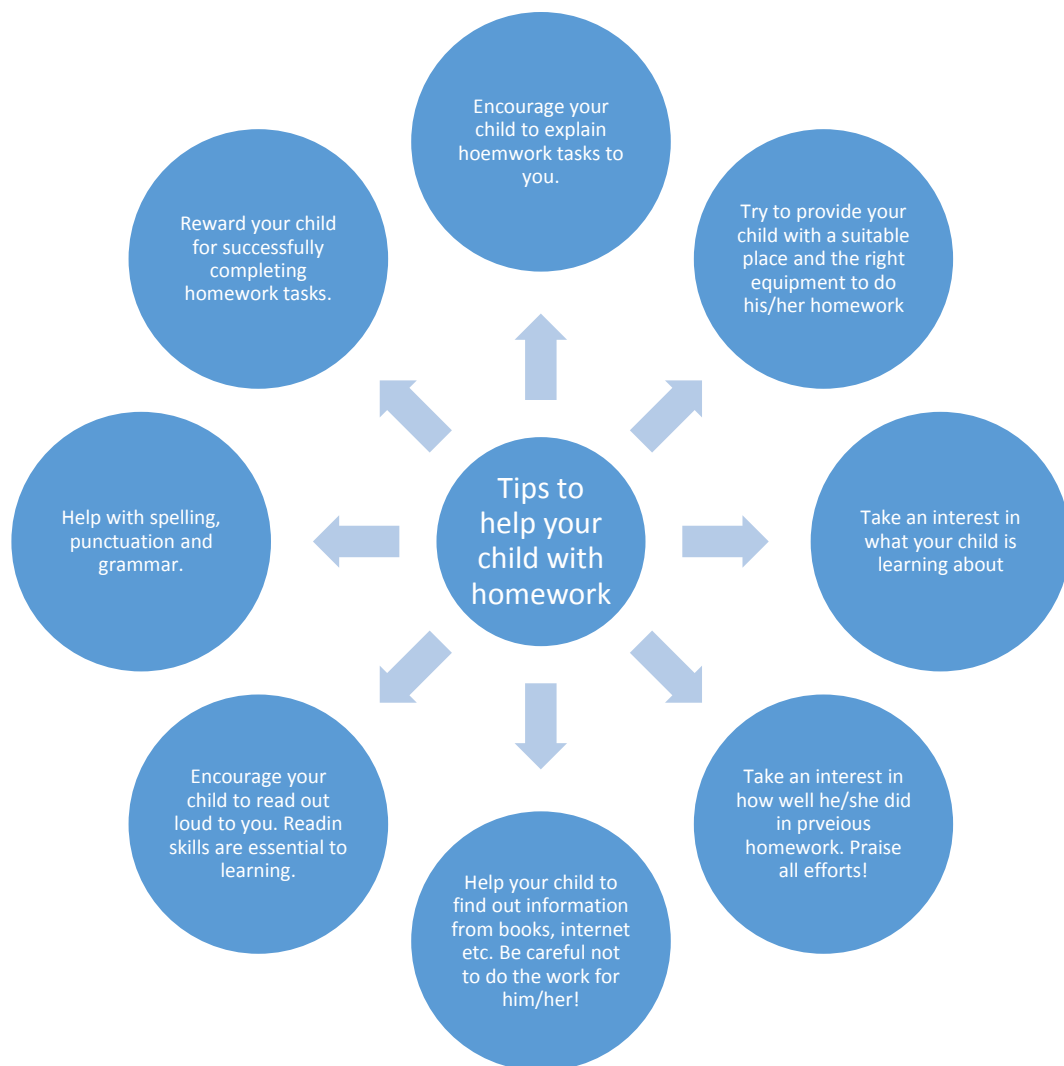 Encourage your
child to explain
hoemwork tasks to
you.
Try to provide your
child with a suitable
place and the right
equipment to do
his/her homework
Take an interest in
what your child is
learning about
Take an interest in
how well he/she did
in prveious
homework. Praise
all efforts!
Help your child to
find out information
from books, internet
etc. Be careful not
to do the work for
him/her!
Encourage your
child to read out
loud to you. Readin
skills are essential to
learning.
Help with spelling,
punctuation and
grammar.
Reward your child
for successfully
completing
homework tasks.
Tips to
help your
child with
homework